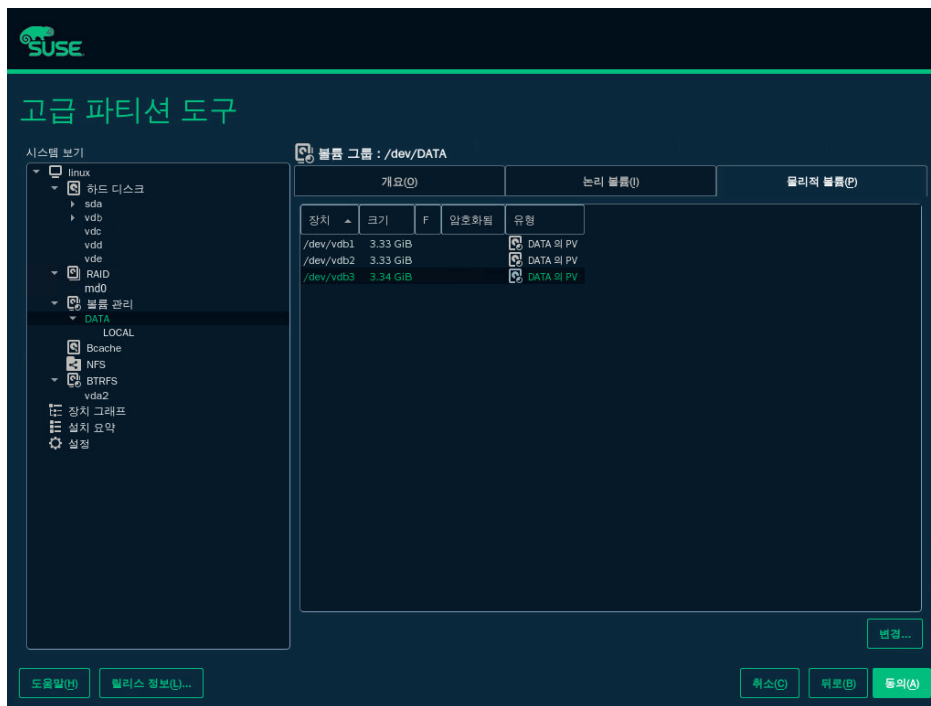 SUSE
고급 파티션 도구
시스템 보기
linux
하드 디스크
sda
vdb
vdc
vdd
vde
RAID
md0
볼륨 관리
DATA
LOCAL
Bcache
NFS
BTRFS
vda2
장치 그래프
설치 요약
설정
볼륨 그룹 : /dev/DATA
개요(O) 논리 볼륨(l) 물리적 볼륨(P)
장치 크기 F 암호화됨 유형
/dev/vdb1 3.33 GiB DATA 의 PV
/dev/vdb2 3.33 GiB DATA 의 PV
/dev/vdb3 3.34 GiB DATA 의 PV
변경...
도움말(H) 릴리스 정보(L)... 취소(C) 뒤로(B) 동의(A)